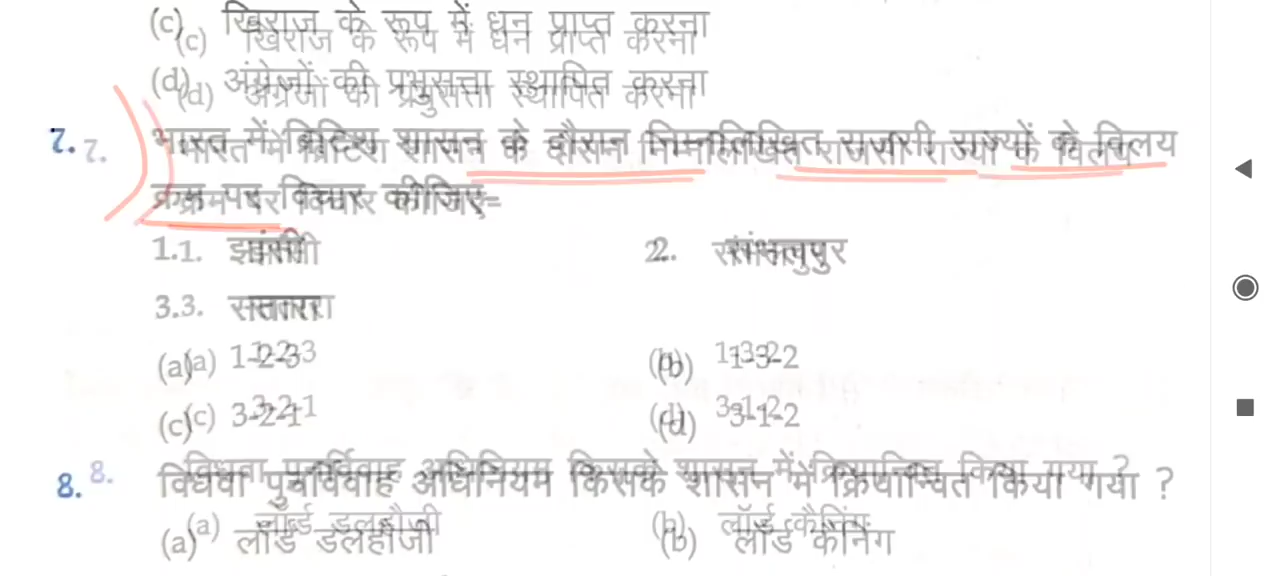 (c) खिराज के रूप में धन प्राप्त करना
(d) अंग्रेजों की प्रभुसत्ता स्थापित करना
7. भारत में ब्रिटिश शासन के दौरान निम्नलिखित राजसी राज्यों के विलय
क्रम पर विचार कीजिए-
1. झांसी 2. संभलपुर
3. सतारा
(a) 1-2-3 (b) 1-3-2
(c) 3-2-1 (d) 3-1-2
8. विधवा पुनर्विवाह अधिनियम किसके शासन में क्रियान्वित किया गया ?
(a) लॉर्ड डलहौजी (b) लॉर्ड कैनिंग